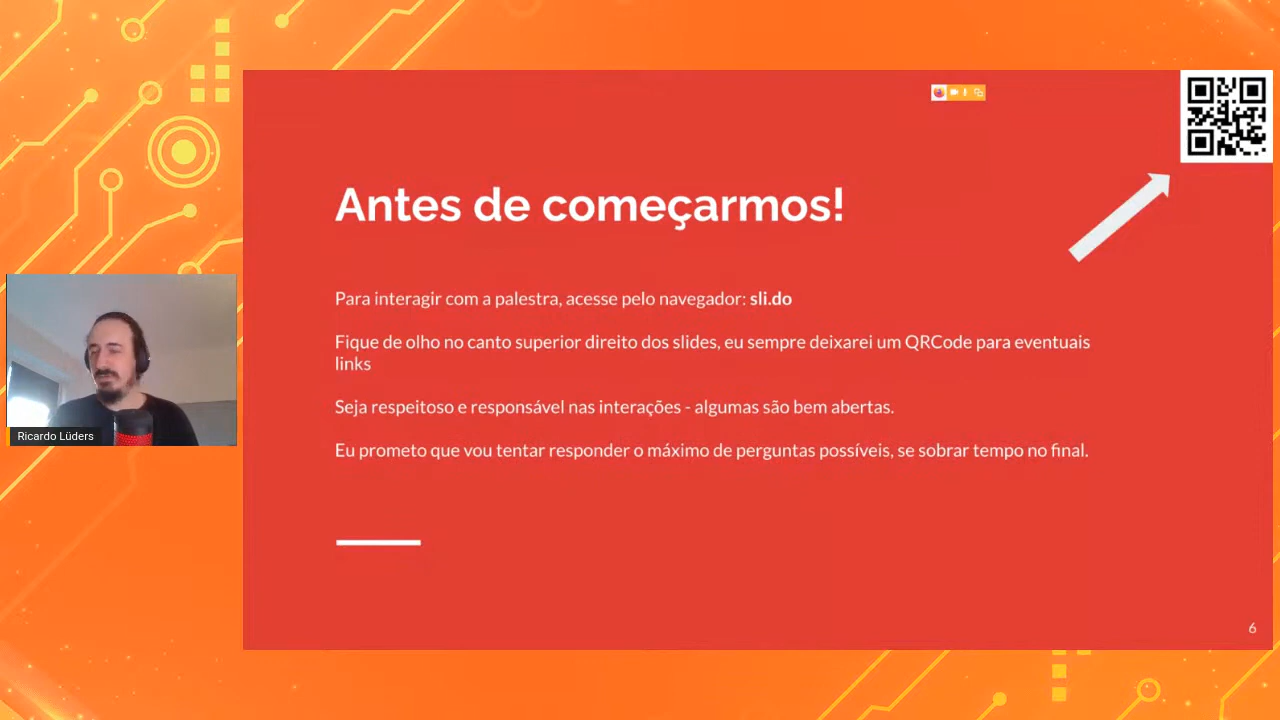 Antes de começarmos!
Para interagir com a palestra, acesse pelo navegador: sli.do
Fique de olho no canto superior direito dos slides, eu sempre deixarei um QRCode para eventuais
links
Seja respeitoso e responsável nas interações - algumas são bem abertas.
Ricardo Lüders
Eu prometo que vou tentar responder o máximo de perguntas possíveis, se sobrar tempo no final.
6